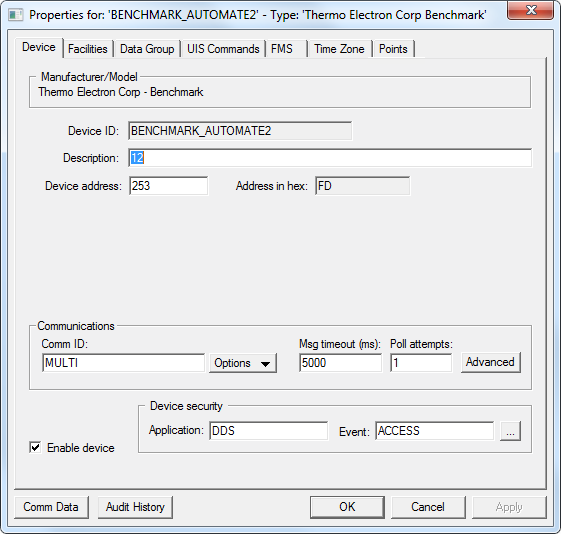 Properties for: 'BENCHMARK_AUTOMATE2' - Type: 'Thermo Electron Corp Benchmark'
Device Facilities Data Group UIS Commands FMS Time Zone Points
Manufacturer/Model
Thermo Electron Corp - Benchmark
Device ID: BENCHMARK_AUTOMATE2
Description: 12
Device address: 253 Address in hex: FD
Communications
Comm ID: Msg timeout (ms): Poll attempts:
MULTI Options 5000 1 Advanced
Device security
Application: DDS Event: ACCESS ...
Enable device
Comm Data Audit History OK Cancel Apply